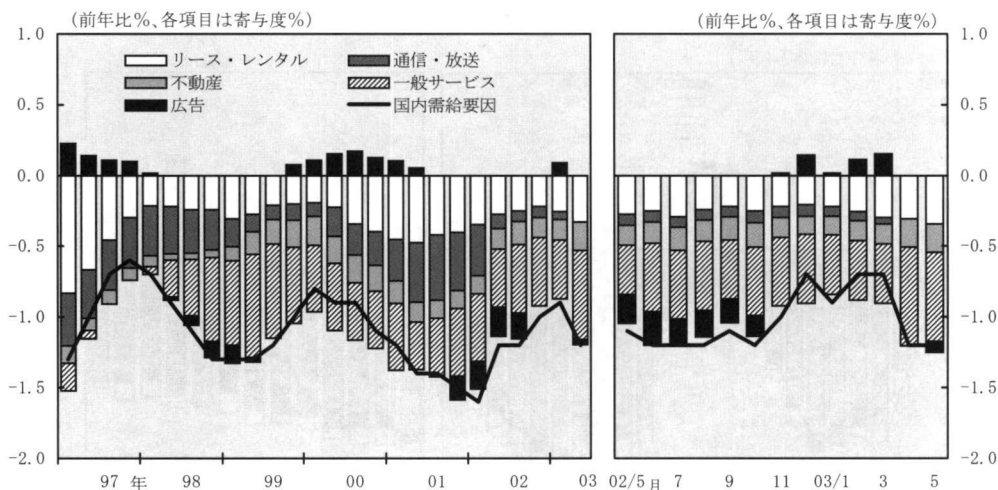 (前年比%、各項目は寄与度%)
(前年比%、各項目は寄与度%)
1.0
0.5
0.0
-0.5
-1.0
-1.5
-2.0
リース・レンタル
通信・放送
不動産
一般サービス
広告
国内需給要因
1.0
0.5
0.0
-0.5
-1.0
-1.5
-2.0
97 年 98 99 00 01 02 03
02/5月 7 9 11 03/1 3 5